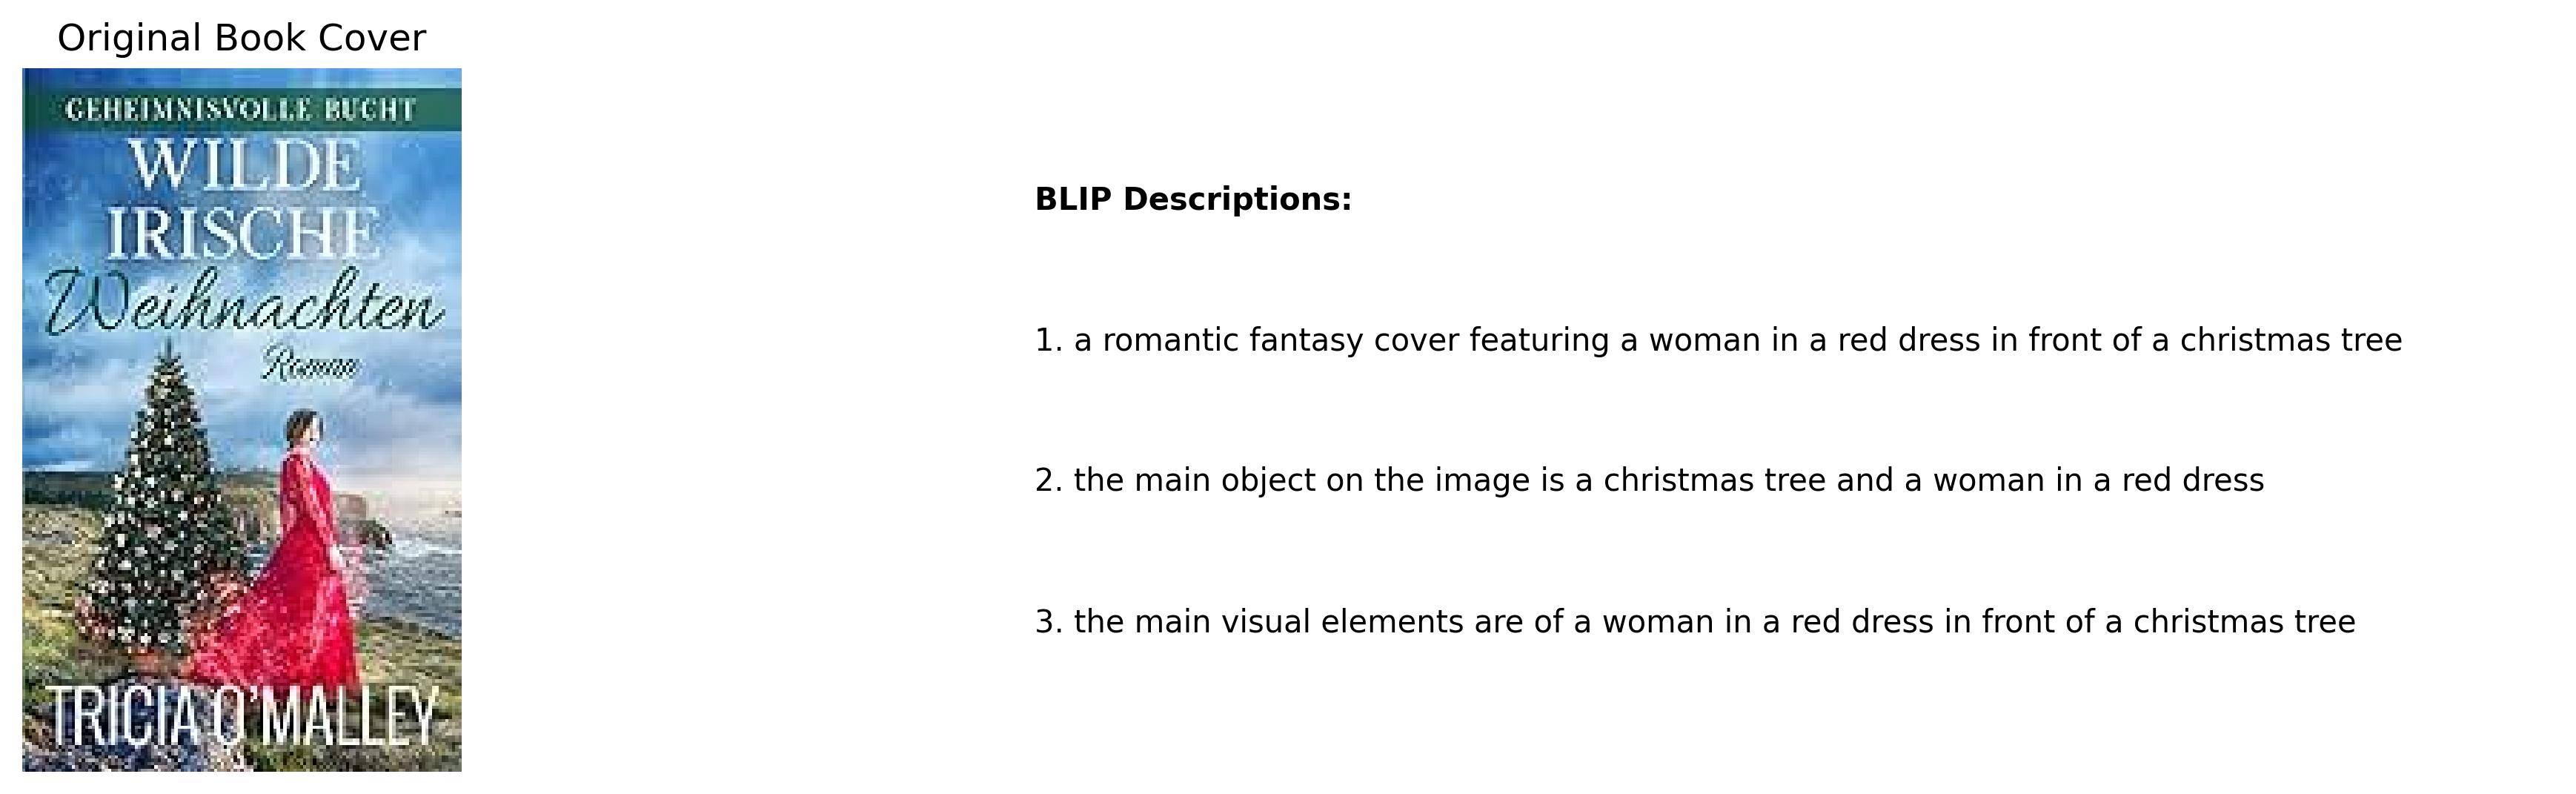 Original Book Cover
GEHEIMNISVOLLE BUCHT
WILDE
IRISCHE
Weihnachten
Roman
TRICIA O'MALLEY
BLIP Descriptions:
1. a romantic fantasy cover featuring a woman in a red dress in front of a christmas tree
2. the main object on the image is a christmas tree and a woman in a red dress
3. the main visual elements are of a woman in a red dress in front of a christmas tree